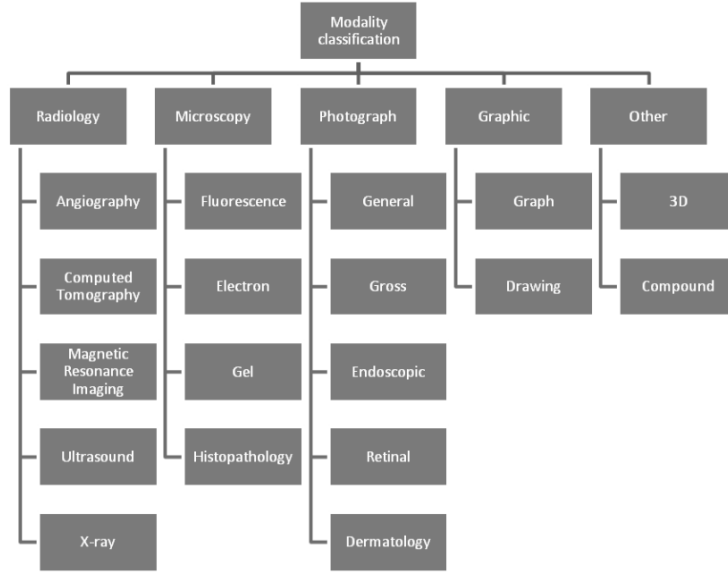 Modality
classification
Radiology
Microscopy
Photograph
Graphic
Other
Angiography
Fluorescence
General
Graph
3D
Computed
Tomography
Electron
Gross
Drawing
Compound
Magnetic
Resonance
Imaging
Gel
Endoscopic
Ultrasound
Histopathology
Retinal
X-ray
Dermatology